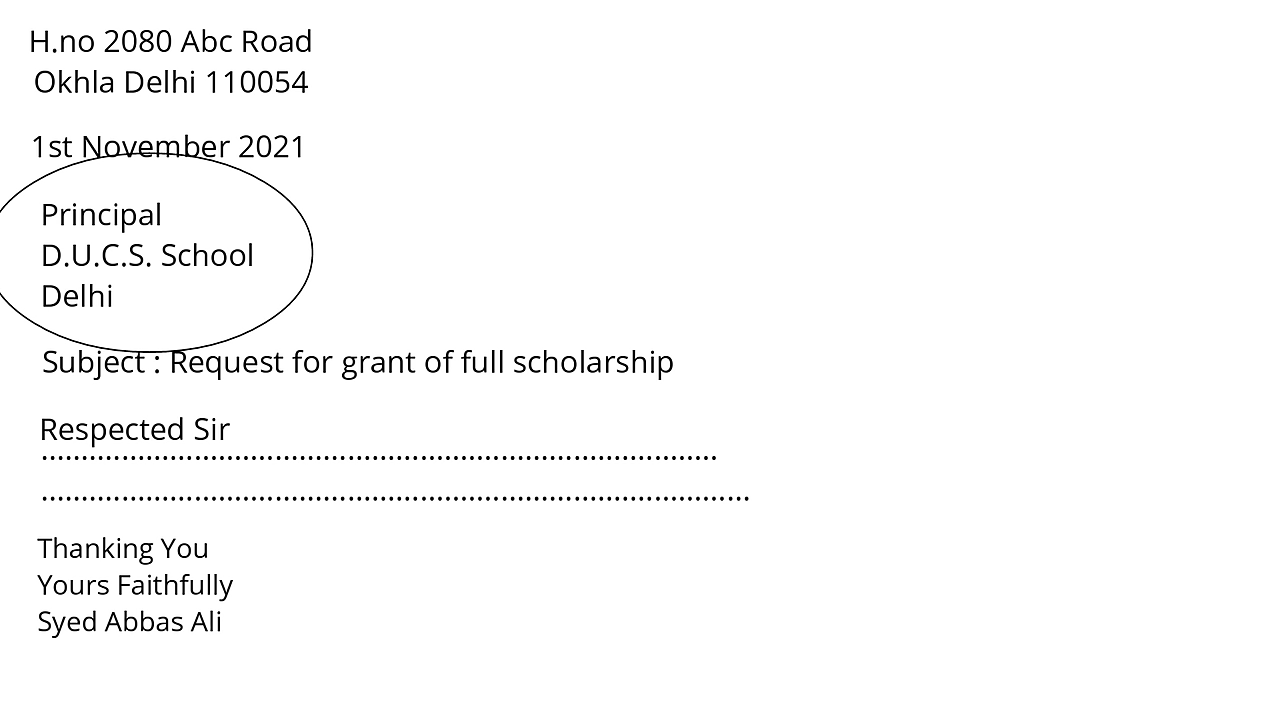 H.no 2080 Abc Road
Okhla Delhi 110054
1st November 2021
Principal
D.U.C.S. School
Delhi
Subject : Request for grant of full scholarship
Respected Sir
....................................................................................
........................................................................................
Thanking You
Yours Faithfully
Syed Abbas Ali